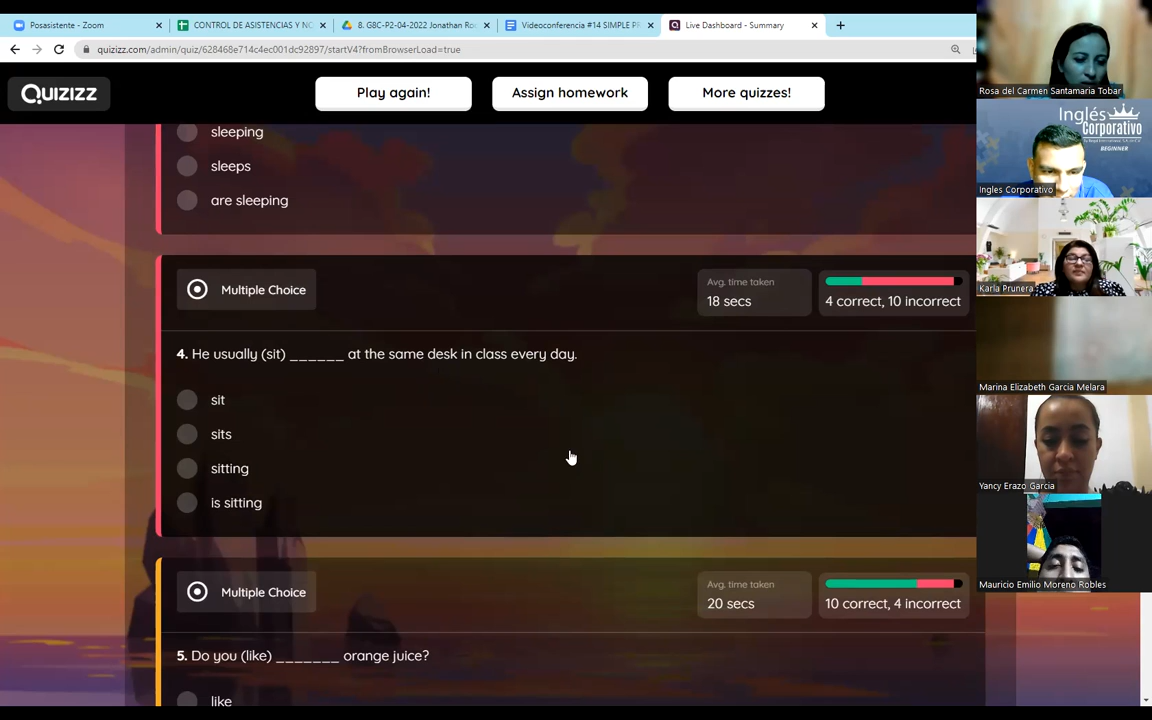 Posasistente - Zoom
CONTROL DE ASISTENCIAS Y NO
8. G8C-P2-04-2022 Jonathan Ro
Videoconferencia #14 SIMPLE PR
Live Dashboard - Summary
quizizz.com/admin/quiz/628468e714c4ec001dc92897/startV4?fromBrowserLoad=true
Quizizz
Play again!
Assign homework
More quizzes!
sleeping
sleeps
are sleeping
Multiple Choice
Avg. time taken
18 secs
4 correct, 10 incorrect
4. He usually (sit) ______ at the same desk in class every day.
sit
sits
sitting
is sitting
Multiple Choice
Avg. time taken
20 secs
10 correct, 4 incorrect
5. Do you (like) _______ orange juice?
like
Rosa del Carmen Santamaria Tobar
Inglés
Corporativo
BEGINNER
Ingles Corporativo
Karla Prunera
Marina Elizabeth Garcia Melara
Yancy Erazo Garcia
Mauricio Emilio Moreno Robles